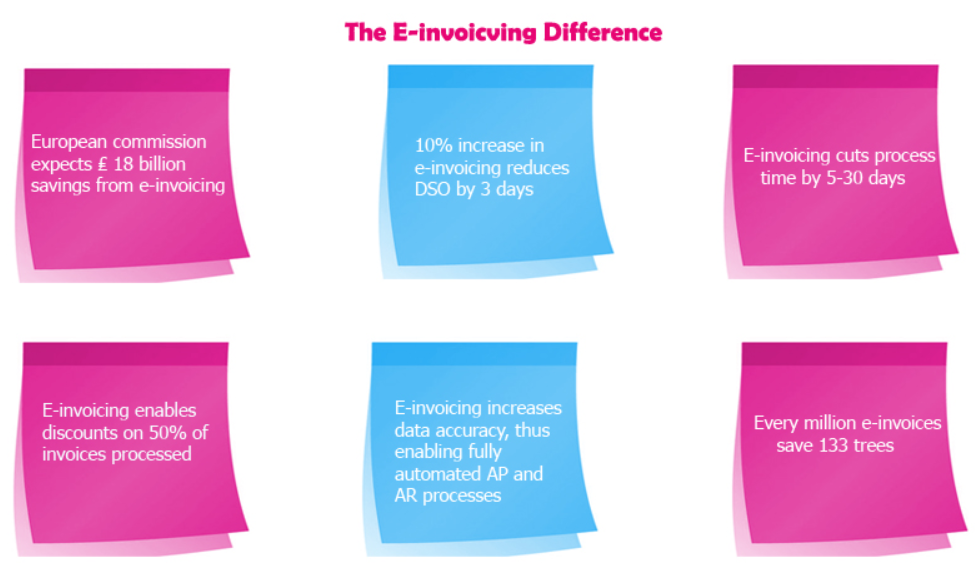 The E-invoicving Difference
European commission
expects ₤ 18 billion
savings from e-invoicing
10% increase in
e-invoicing reduces
DSO by 3 days
E-invoicing cuts process
time by 5-30 days
E-invoicing enables
discounts on 50% of
invoices processed
E-invoicing increases
data accuracy, thus
enabling fully
automated AP and
AR processes
Every million e-invoices
save 133 trees